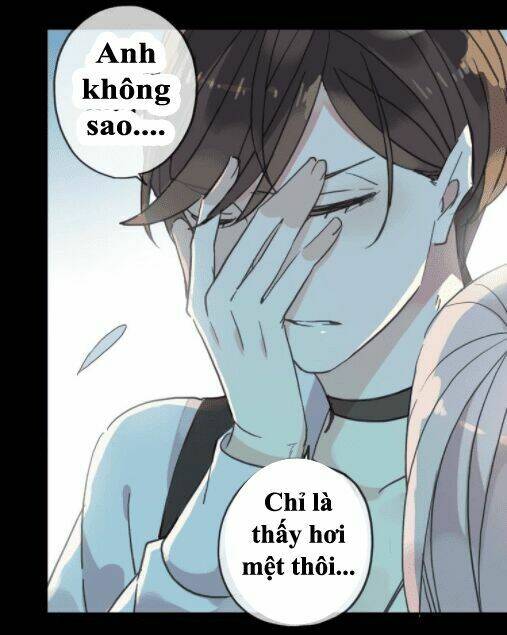 Anh
không
sao....
Chỉ là
thấy hơi
mệt thôi...